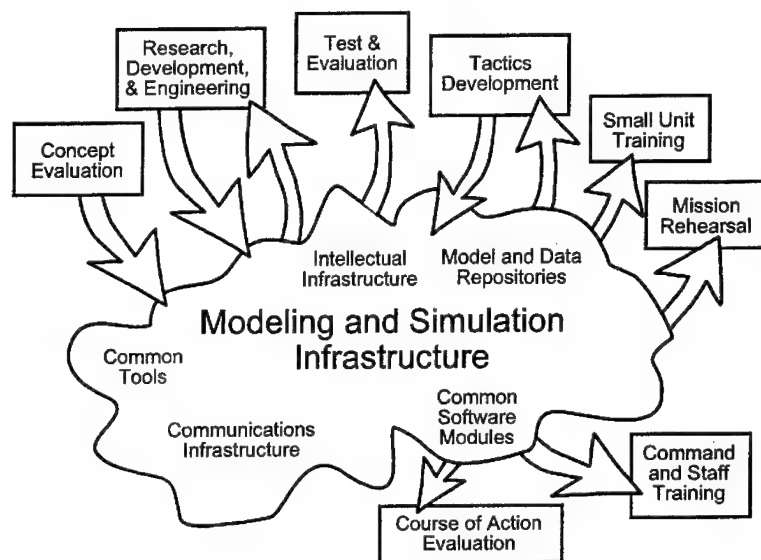 Research,
Development,
& Engineering
Test &
Evaluation
Tactics
Development
Small Unit
Training
Concept
Evaluation
Mission
Rehearsal
Intellectual
Infrastructure
Model and Data
Repositories
Modeling and Simulation
Infrastructure
Common
Tools
Common
Software
Modules
Communications
Infrastructure
Command
and Staff
Training
Course of Action
Evaluation